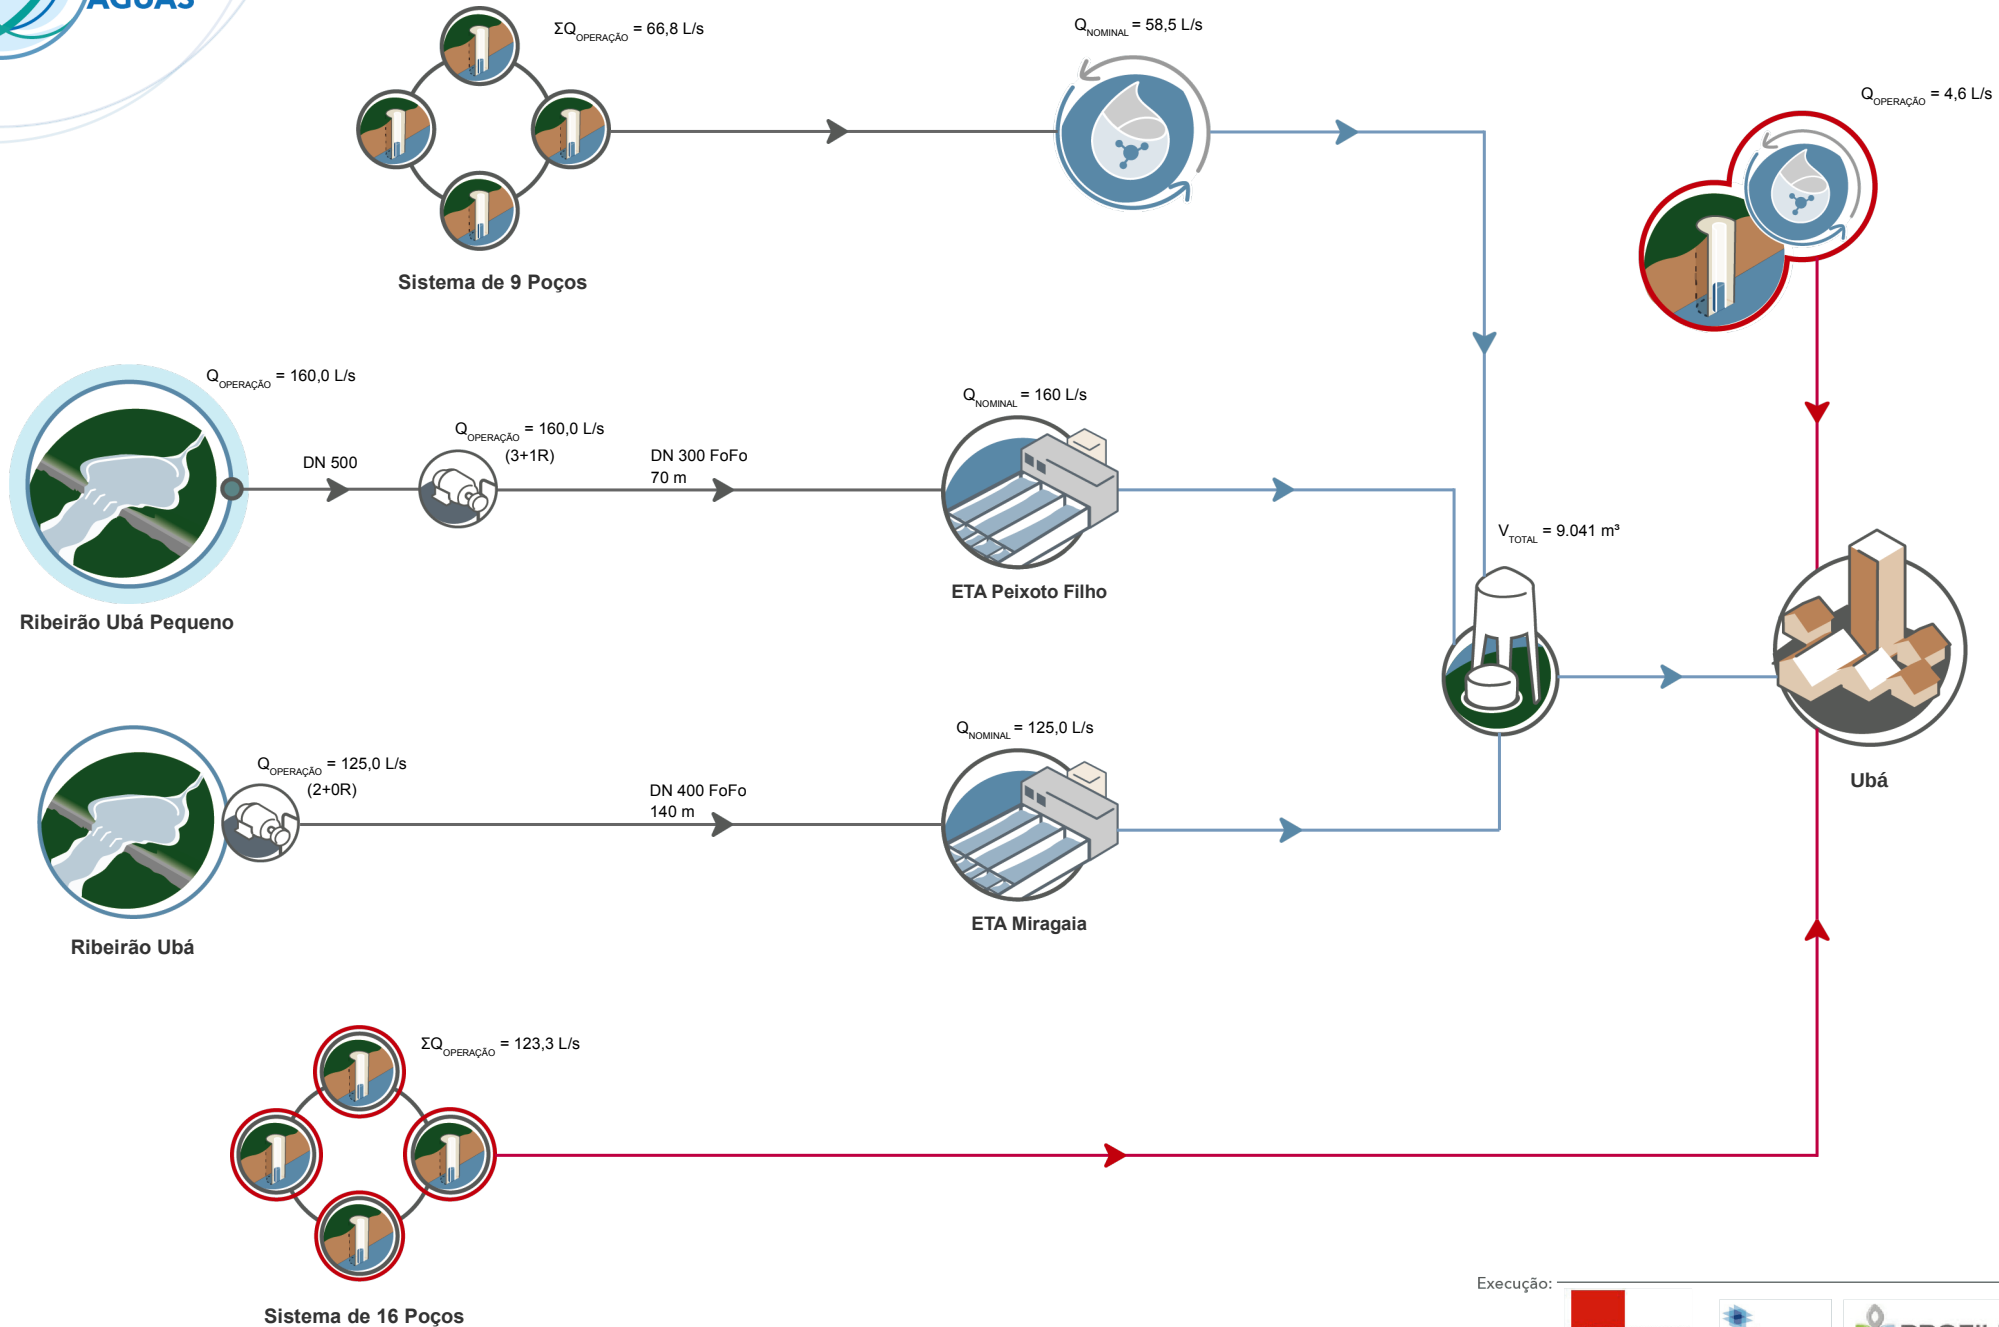 ÁGUAS
ΣQOPERAÇÃO = 66,8 L/s
QNOMINAL = 58,5 L/s
QOPERAÇÃO = 4,6 L/s
Sistema de 9 Poços
QOPERAÇÃO = 160,0 L/s
DN 500
QOPERAÇÃO = 160,0 L/s
(3+1R)
DN 300 FoFo
70 m
QNOMINAL = 160 L/s
ETA Peixoto Filho
Ribeirão Ubá Pequeno
VTOTAL = 9.041 m³
QOPERAÇÃO = 125,0 L/s
(2+0R)
DN 400 FoFo
140 m
QNOMINAL = 125,0 L/s
ETA Miragaia
Ubá
Ribeirão Ubá
ΣQOPERAÇÃO = 123,3 L/s
Sistema de 16 Poços
Execução: